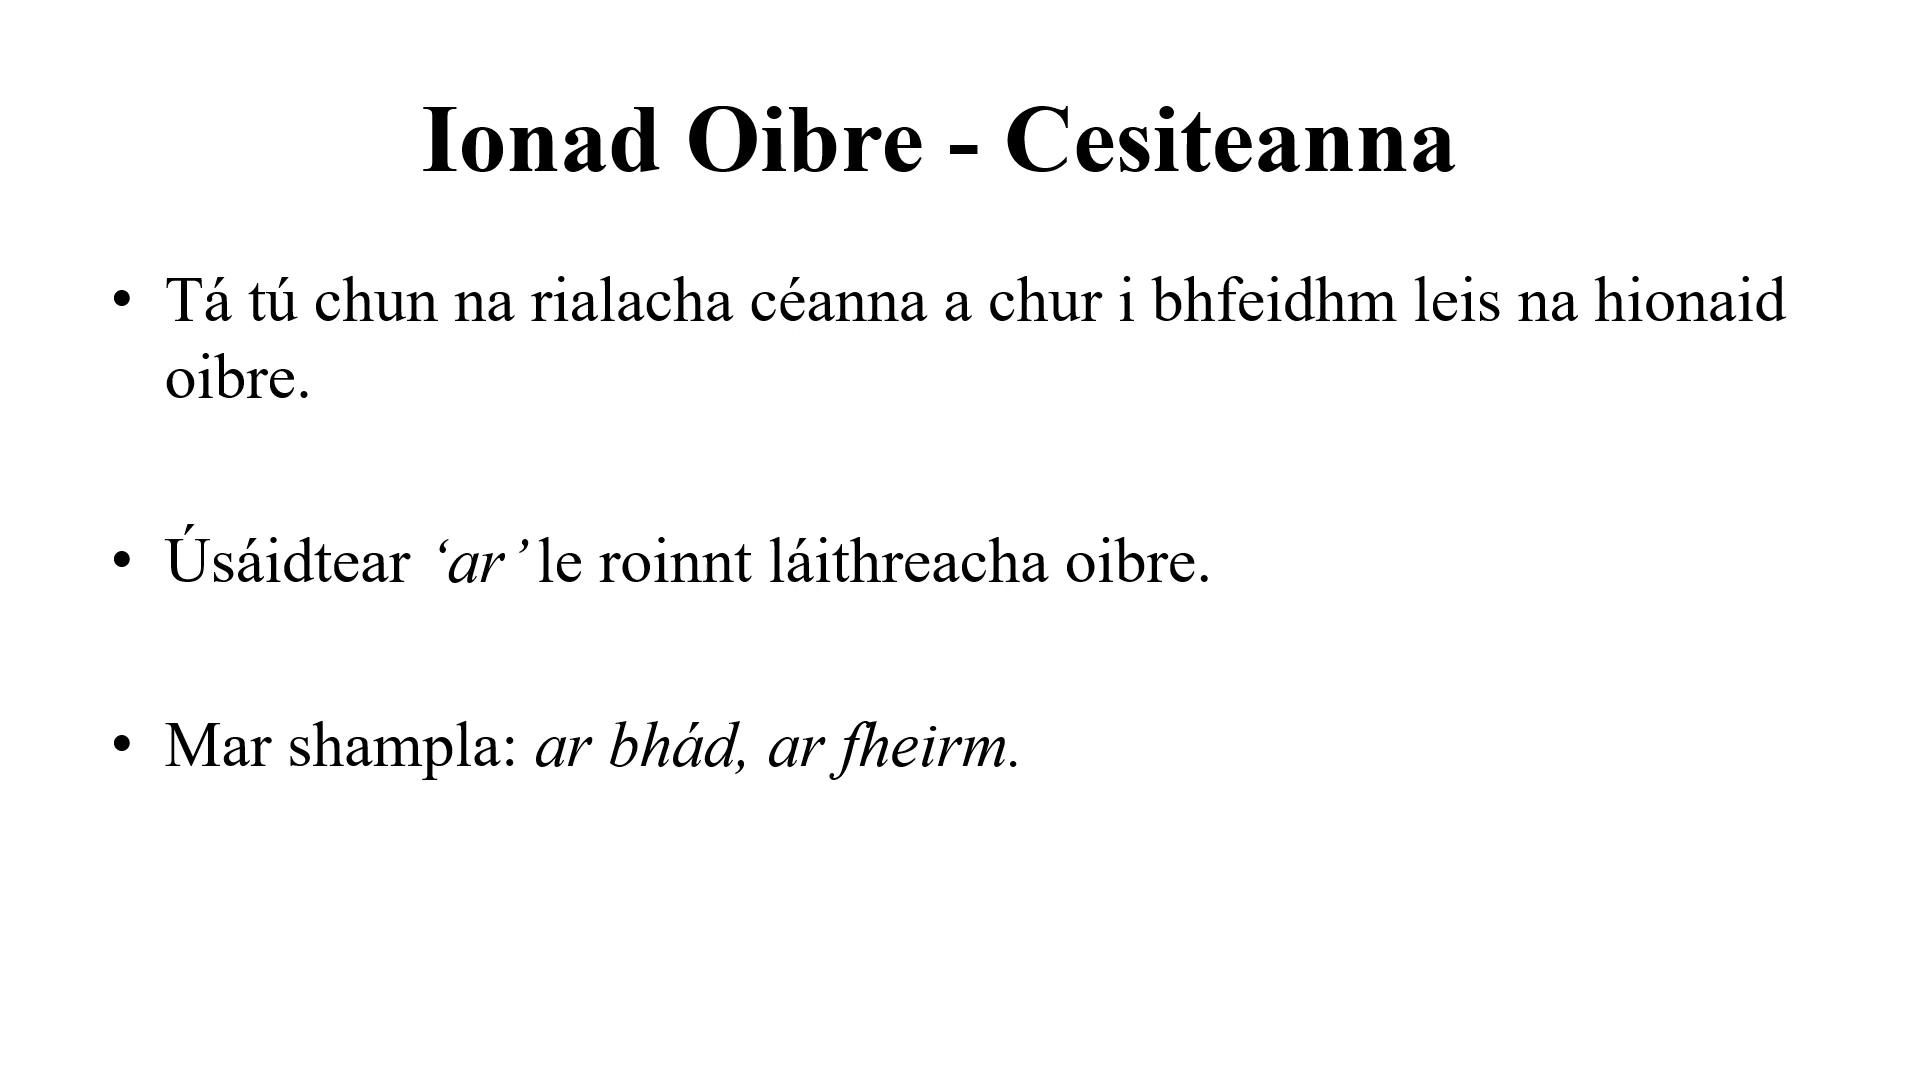 Ionad Oibre - Cesiteanna
• Tá tú chun na rialacha céanna a chur i bhfeidhm leis na hionaid
oibre.
• Úsáidtear ‘ar’ le roinnt láithreacha oibre.
• Mar shampla: ar bhád, ar fheirm.